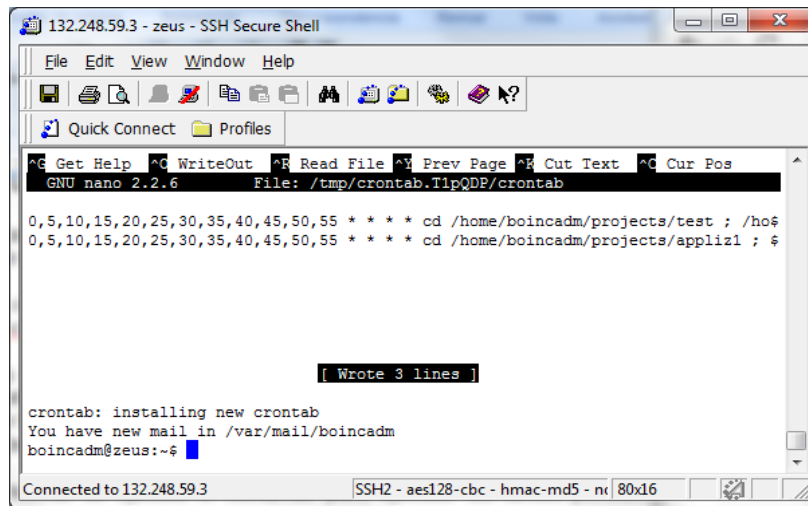 132.248.59.3 - zeus - SSH Secure Shell
File Edit View Window Help
Quick Connect Profiles
^G Get Help ^O WriteOut ^R Read File ^Y Prev Page ^K Cut Text ^C Cur Pos
GNU nano 2.2.6 File: /tmp/crontab.T1pQDP/crontab
0,5,10,15,20,25,30,35,40,45,50,55 * * * * cd /home/boincadm/projects/test ; /ho$
0,5,10,15,20,25,30,35,40,45,50,55 * * * * cd /home/boincadm/projects/appliz1 ; $
[ Wrote 3 lines ]
crontab: installing new crontab
You have new mail in /var/mail/boincadm
boincadm@zeus:~$
Connected to 132.248.59.3 SSH2 - aes128-cbc - hmac-md5 - no 80x16